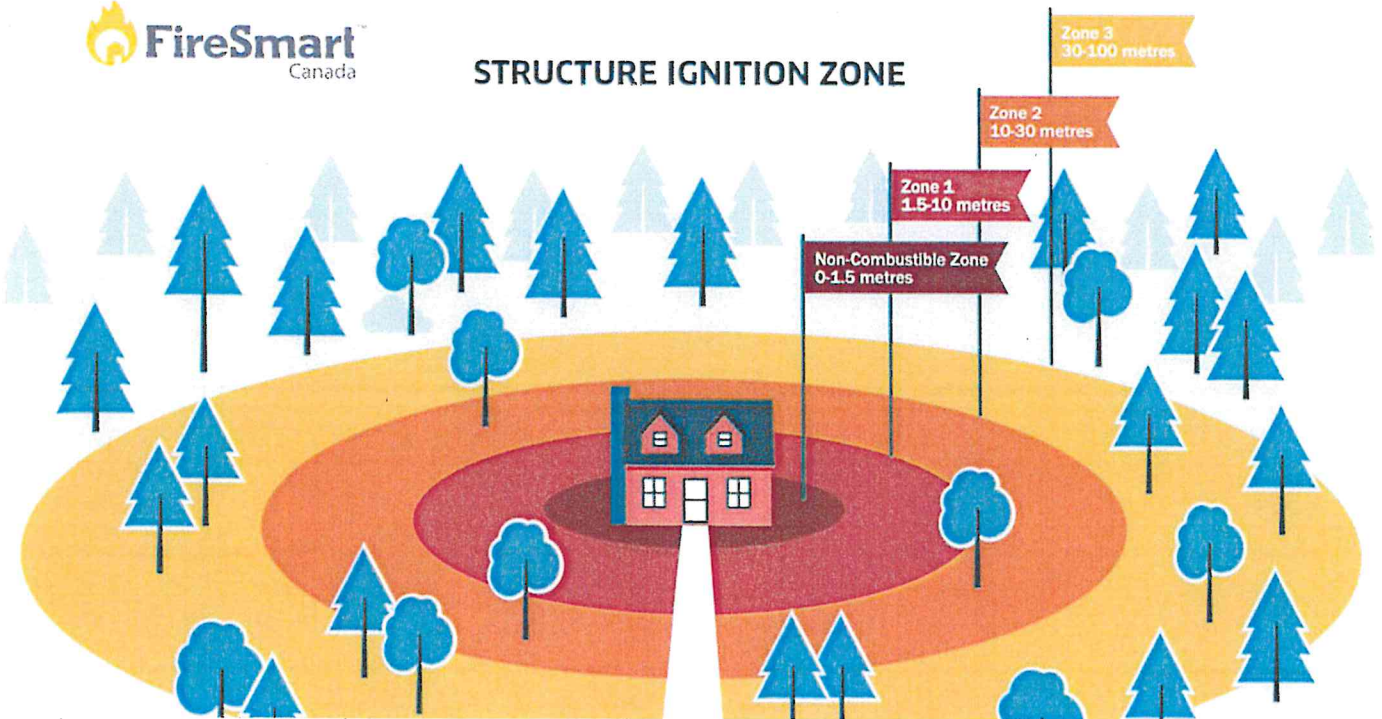 FireSmart
Canada
STRUCTURE IGNITION ZONE
Zone 3
30-100 metres
Zone 2
10-30 metres
Zone 1
1.5-10 metres
Non-Combustible Zone
0-1.5 metres